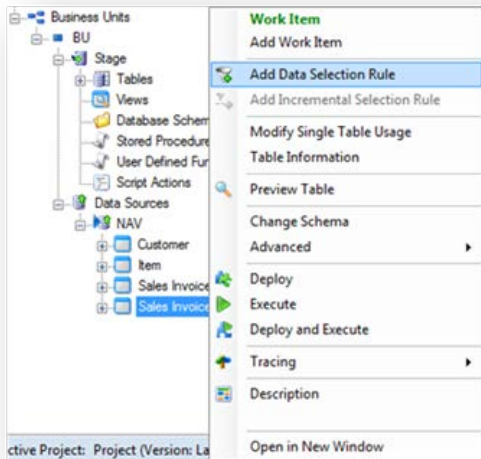 Business Units
BU
Stage
Tables
Views
Database Schem
Stored Procedure
User Defined Fur
Script Actions
Data Sources
NAV
Customer
Item
Sales Invoice
Sales Invoice
ctive Project: Project (Version: La
Work Item
Add Work Item
Add Data Selection Rule
Add Incremental Selection Rule
Modify Single Table Usage
Table Information
Preview Table
Change Schema
Advanced
Deploy
Execute
Deploy and Execute
Tracing
Description
Open in New Window